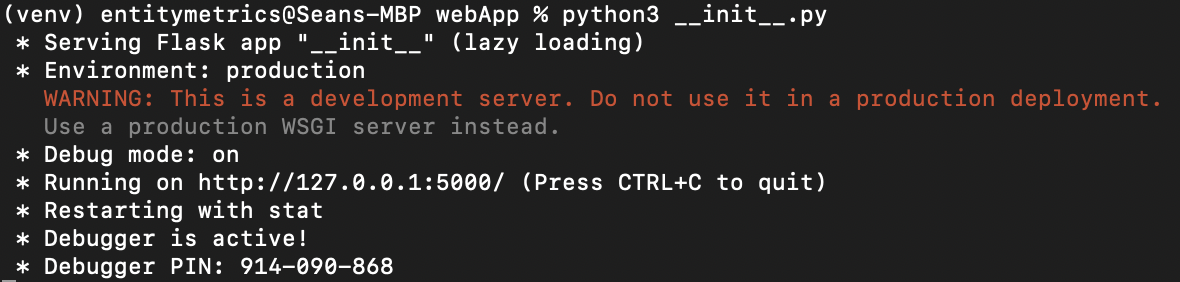 (venv) entitymetrics@Seans-MBP webApp % python3 __init__.py
* Serving Flask app "__init__" (lazy loading)
* Environment: production
WARNING: This is a development server. Do not use it in a production deployment.
Use a production WSGI server instead.
* Debug mode: on
* Running on http://127.0.0.1:5000/ (Press CTRL+C to quit)
* Restarting with stat
* Debugger is active!
* Debugger PIN: 914-090-868